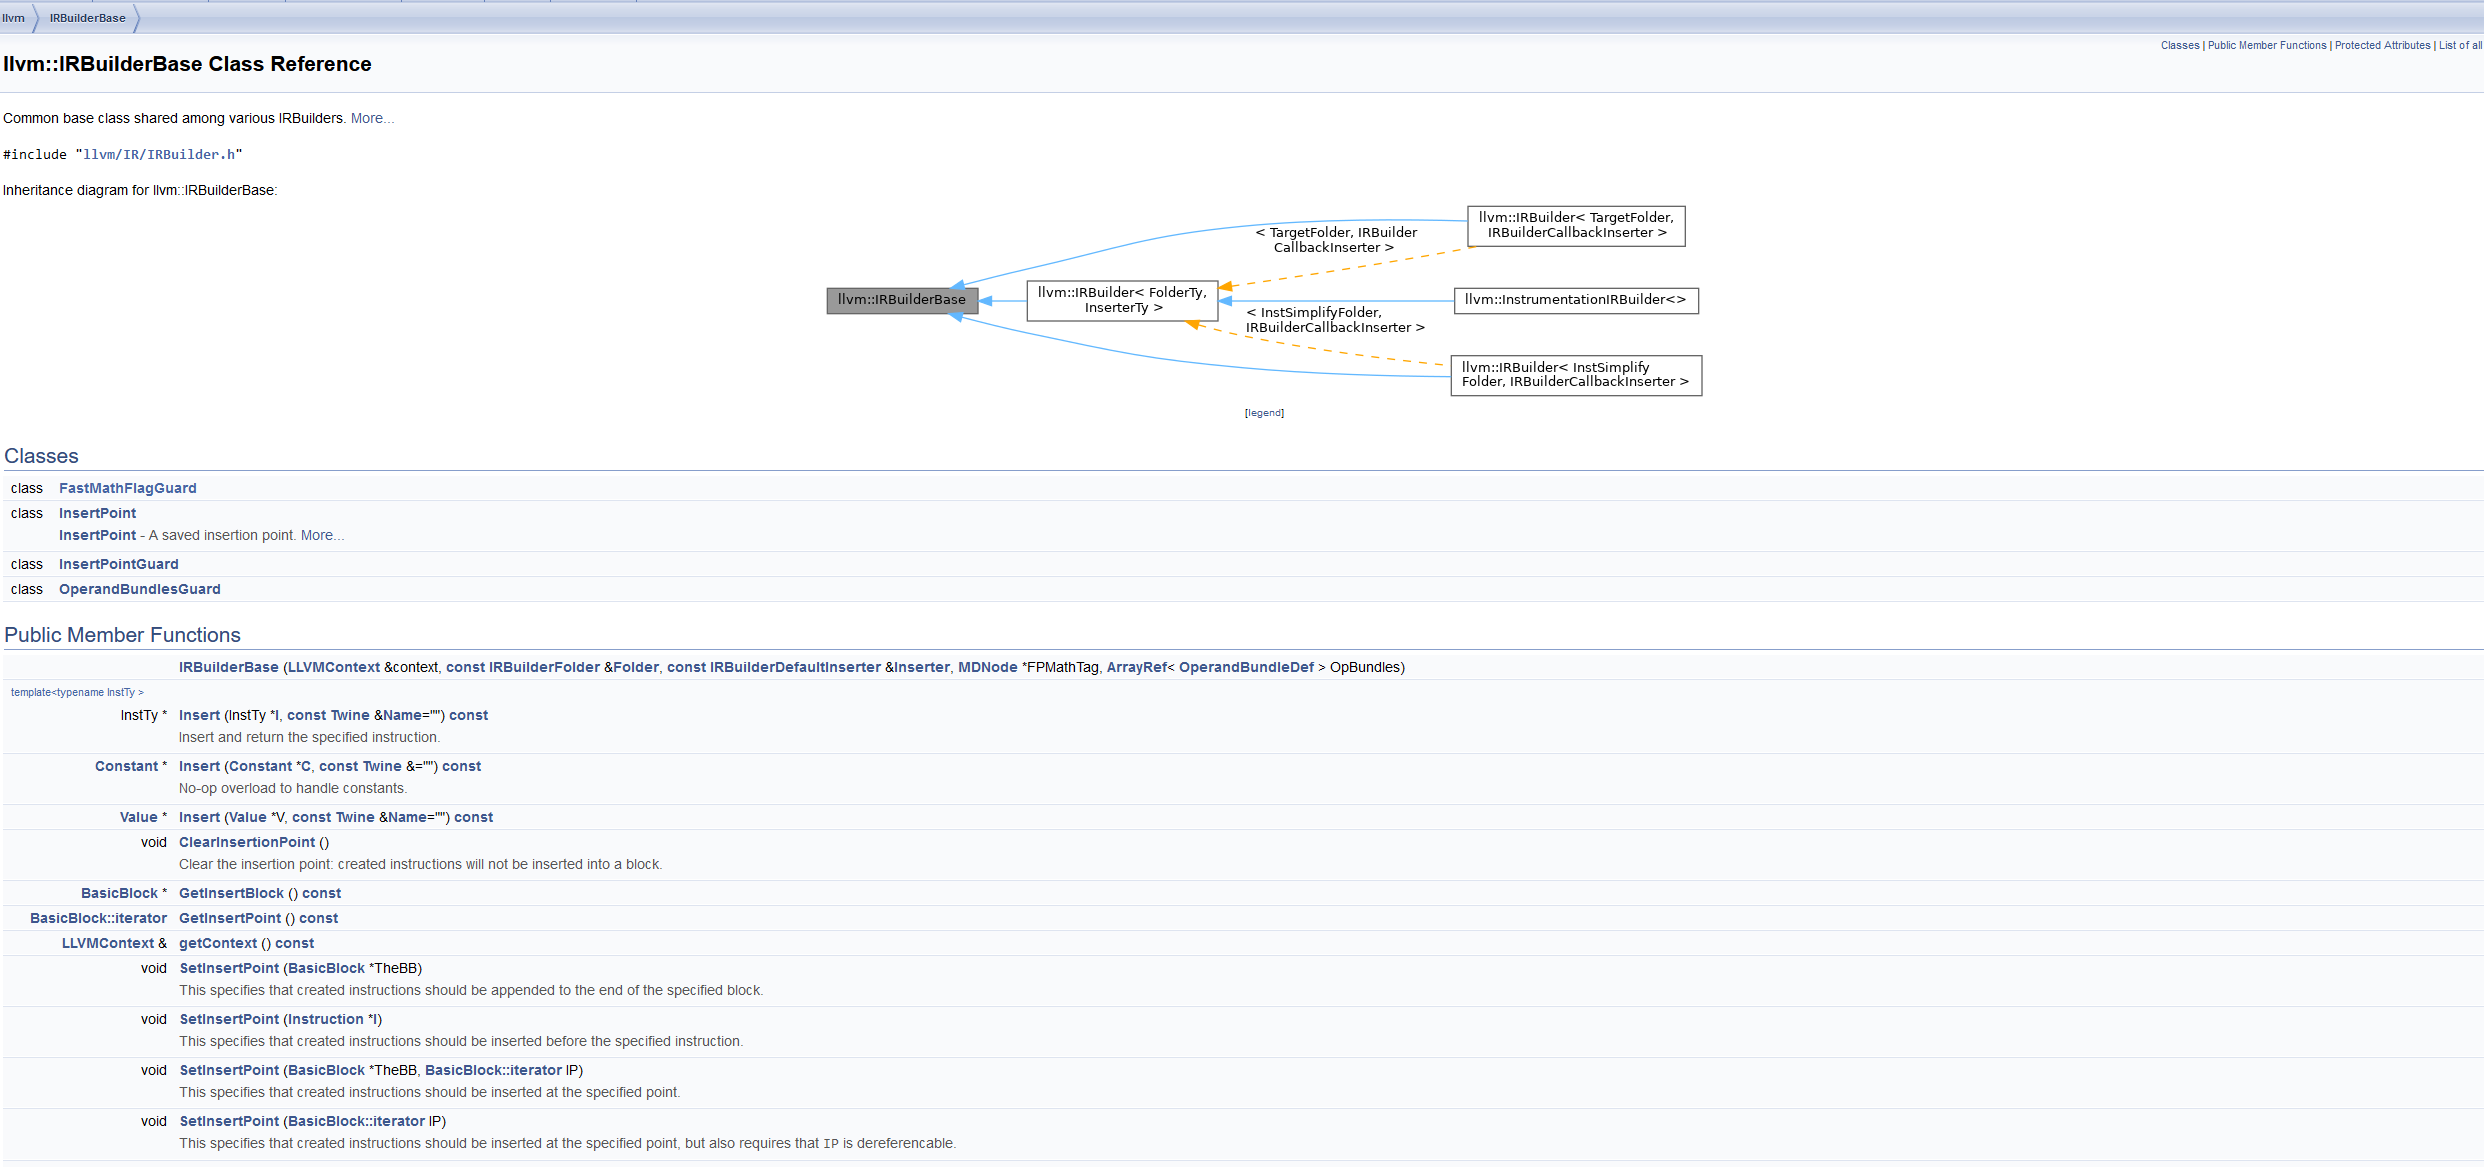 llvm IRBuilderBase
Classes | Public Member Functions | Protected Attributes | List of all
llvm::IRBuilderBase Class Reference
Common base class shared among various IRBuilders. More...
#include "llvm/IR/IRBuilder.h"
Inheritance diagram for llvm::IRBuilderBase:
llvm::IRBuilder< TargetFolder,
IRBuilderCallbackInserter >
< TargetFolder, IRBuilder
CallbackInserter >
llvm::IRBuilderBase
llvm::IRBuilder< FolderTy,
InserterTy >
llvm::InstrumentationIRBuilder<>
< InstSimplifyFolder,
IRBuilderCallbackInserter >
llvm::IRBuilder< InstSimplify
Folder, IRBuilderCallbackInserter >
[legend]
Classes
class FastMathFlagGuard
class InsertPoint
InsertPoint - A saved insertion point. More...
class InsertPointGuard
class OperandBundlesGuard
Public Member Functions
IRBuilderBase (LLVMContext &context, const IRBuilderFolder &Folder, const IRBuilderDefaultInserter &Inserter, MDNode *FPMathTag, ArrayRef< OperandBundleDef > OpBundles)
template<typename InstTy >
InstTy * Insert (InstTy *I, const Twine &Name="") const
Insert and return the specified instruction.
Constant * Insert (Constant *C, const Twine &="") const
No-op overload to handle constants.
Value * Insert (Value *V, const Twine &Name="") const
void ClearInsertionPoint ()
Clear the insertion point: created instructions will not be inserted into a block.
BasicBlock * GetInsertBlock () const
BasicBlock::iterator GetInsertPoint () const
LLVMContext & getContext () const
void SetInsertPoint (BasicBlock *TheBB)
This specifies that created instructions should be appended to the end of the specified block.
void SetInsertPoint (Instruction *I)
This specifies that created instructions should be inserted before the specified instruction.
void SetInsertPoint (BasicBlock *TheBB, BasicBlock::iterator IP)
This specifies that created instructions should be inserted at the specified point.
void SetInsertPoint (BasicBlock::iterator IP)
This specifies that created instructions should be inserted at the specified point, but also requires that IP is dereferencable.